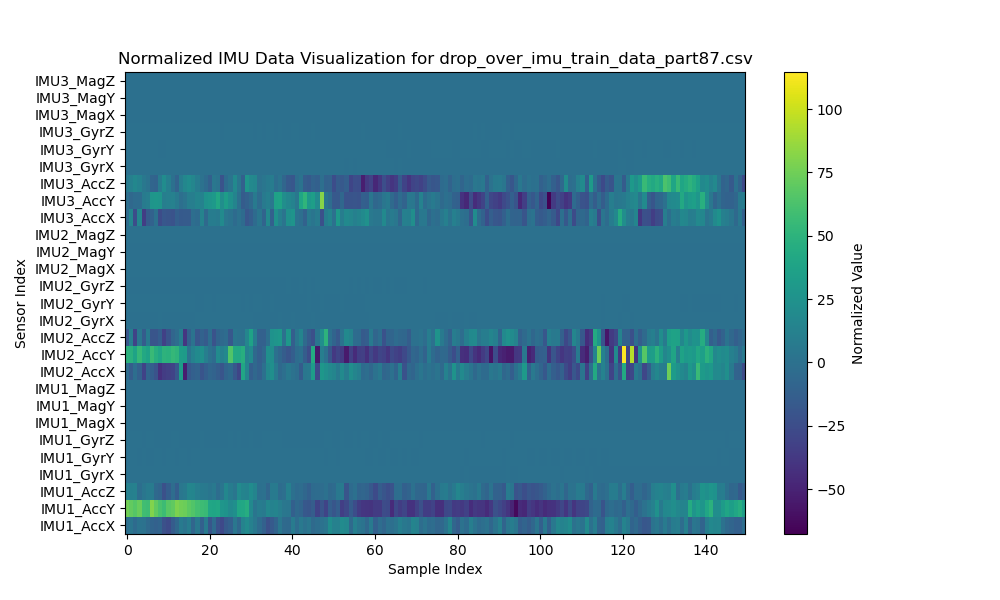 Normalized IMU Data Visualization for drop_over_imu_train_data_part87.csv
IMU3_MagZ
IMU3_MagY
IMU3_MagX
IMU3_GyrZ
IMU3_GyrY
IMU3_GyrX
IMU3_AccZ
IMU3_AccY
IMU3_AccX
IMU2_MagZ
IMU2_MagY
IMU2_MagX
IMU2_GyrZ
IMU2_GyrY
IMU2_GyrX
IMU2_AccZ
IMU2_AccY
IMU2_AccX
IMU1_MagZ
IMU1_MagY
IMU1_MagX
IMU1_GyrZ
IMU1_GyrY
IMU1_GyrX
IMU1_AccZ
IMU1_AccY
IMU1_AccX
Sensor Index
0 20 40 60 80 100 120 140
Sample Index
100
75
50
25
0
−25
−50
Normalized Value